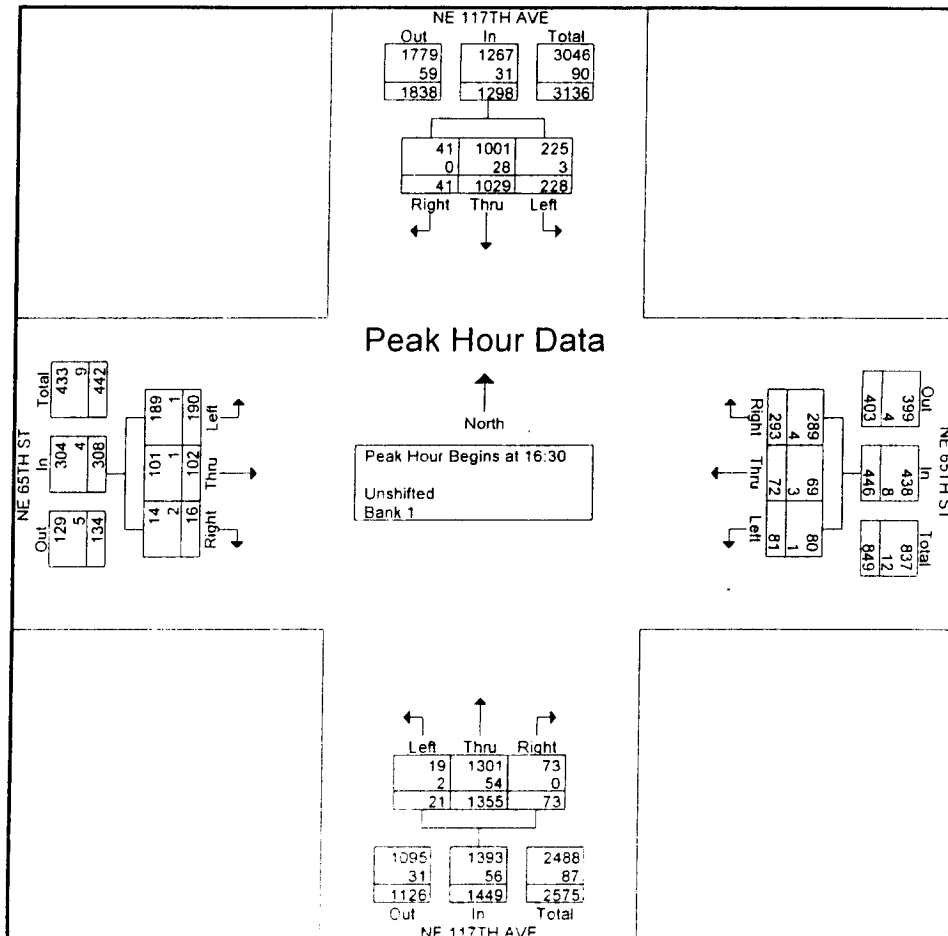 NE 117TH AVE
Out In Total
1779 1267 3046
59 31 90
1838 1298 3136
41 1001 225
0 28 3
41 1029 228
Right Thru Left
Peak Hour Data
North
Peak Hour Begins at 16:30
Unshifted
Bank 1
NE 65TH ST
Total
433
9
442
In
304
4
308
Out
129
5
134
Left
189
1
190
Thru
101
1
102
Right
14
2
16
Right
289
4
293
Thru
69
3
72
Left
80
1
81
NE 65TH ST
Out
399
4
403
In
438
8
446
Total
837
12
849
Left Thru Right
19 1301 73
2 54 0
21 1355 73
1095 1393 2488
31 56 87
1126 1449 2575
Out In Total
NE 117TH AVE